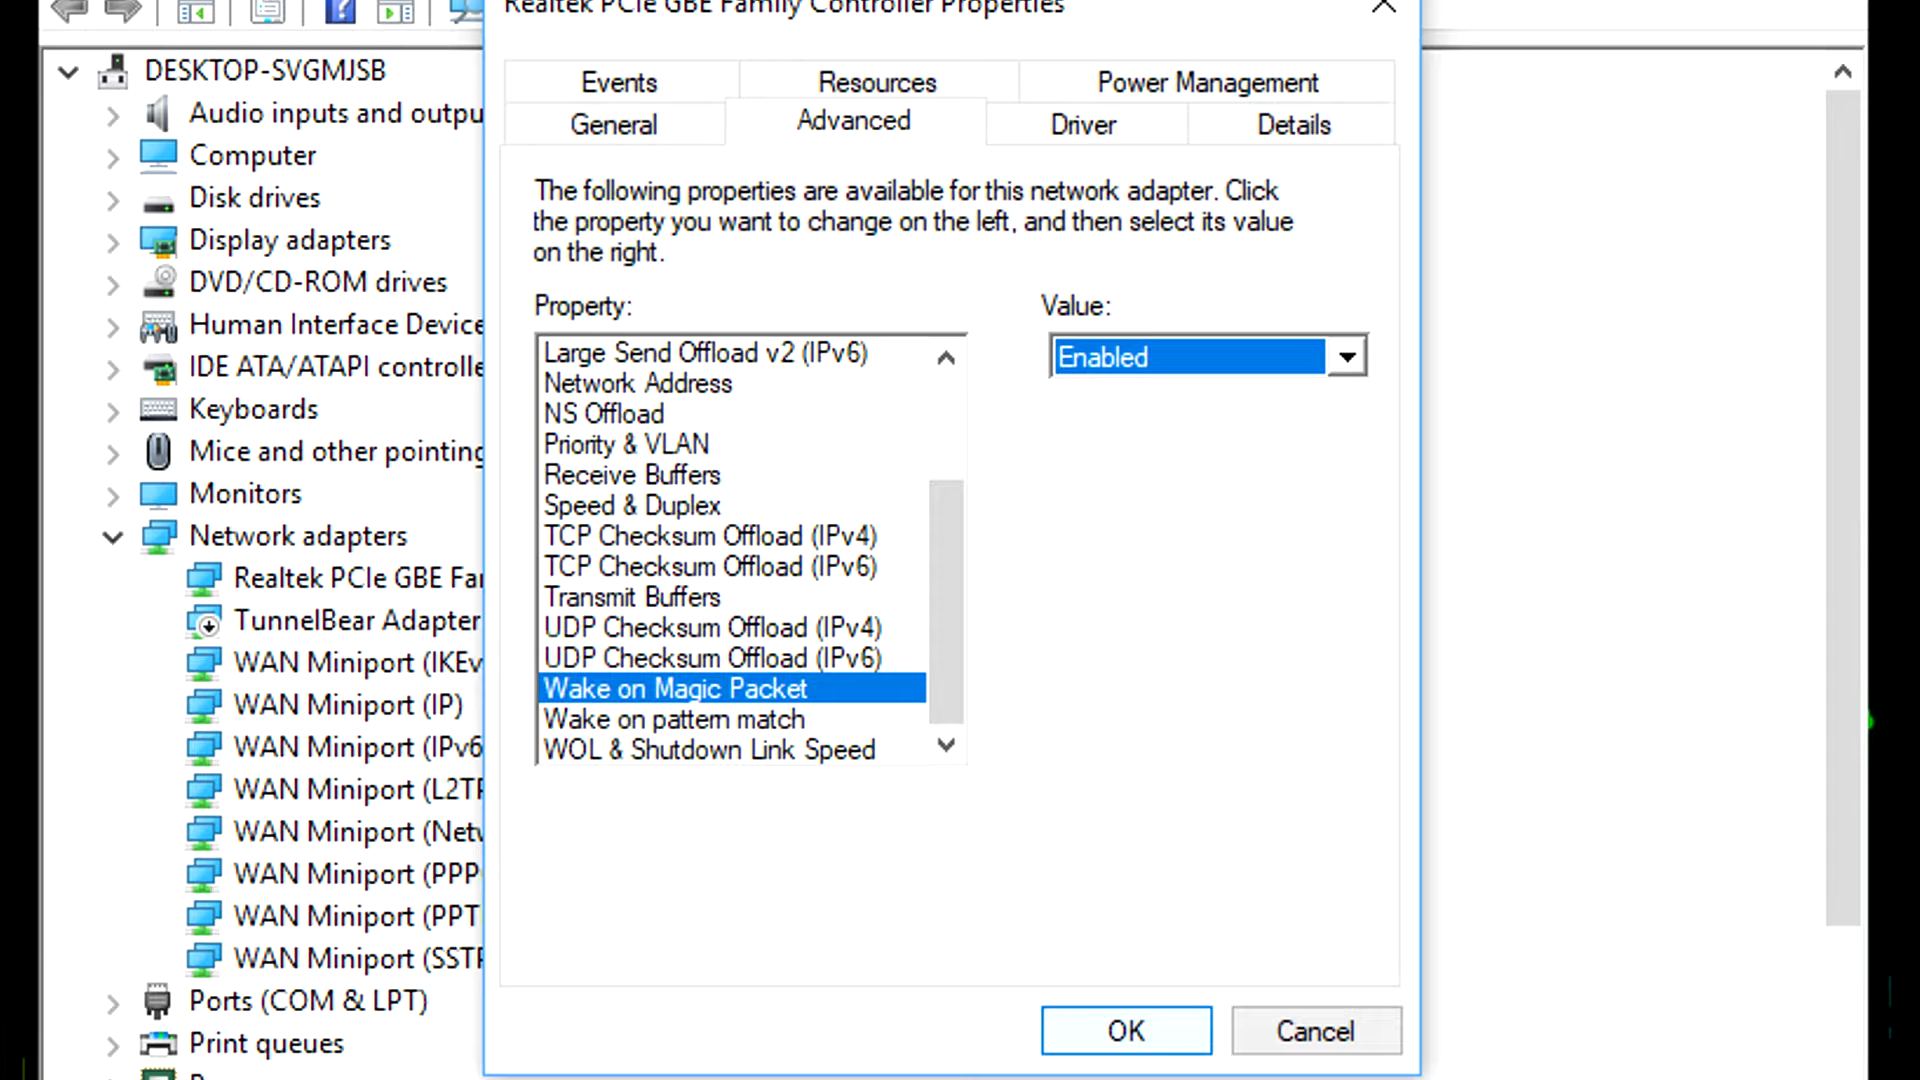 Realtek PCIe GBE Family Controller Properties
DESKTOP-SVGMJSB
Audio inputs and outpu
Computer
Disk drives
Display adapters
DVD/CD-ROM drives
Human Interface Device
IDE ATA/ATAPI controlle
Keyboards
Mice and other pointing
Monitors
Network adapters
Realtek PCIe GBE Fa
TunnelBear Adapter
WAN Miniport (IKEv
WAN Miniport (IP)
WAN Miniport (IPv6
WAN Miniport (L2TP
WAN Miniport (Netw
WAN Miniport (PPP
WAN Miniport (PPT
WAN Miniport (SSTP
Ports (COM & LPT)
Print queues
Events
Resources
Power Management
General
Advanced
Driver
Details
The following properties are available for this network adapter. Click
the property you want to change on the left, and then select its value
on the right.
Property:
Value:
Large Send Offload v2 (IPv6)
Network Address
NS Offload
Priority & VLAN
Receive Buffers
Speed & Duplex
TCP Checksum Offload (IPv4)
TCP Checksum Offload (IPv6)
Transmit Buffers
UDP Checksum Offload (IPv4)
UDP Checksum Offload (IPv6)
Wake on Magic Packet
Wake on pattern match
WOL & Shutdown Link Speed
Enabled
OK
Cancel